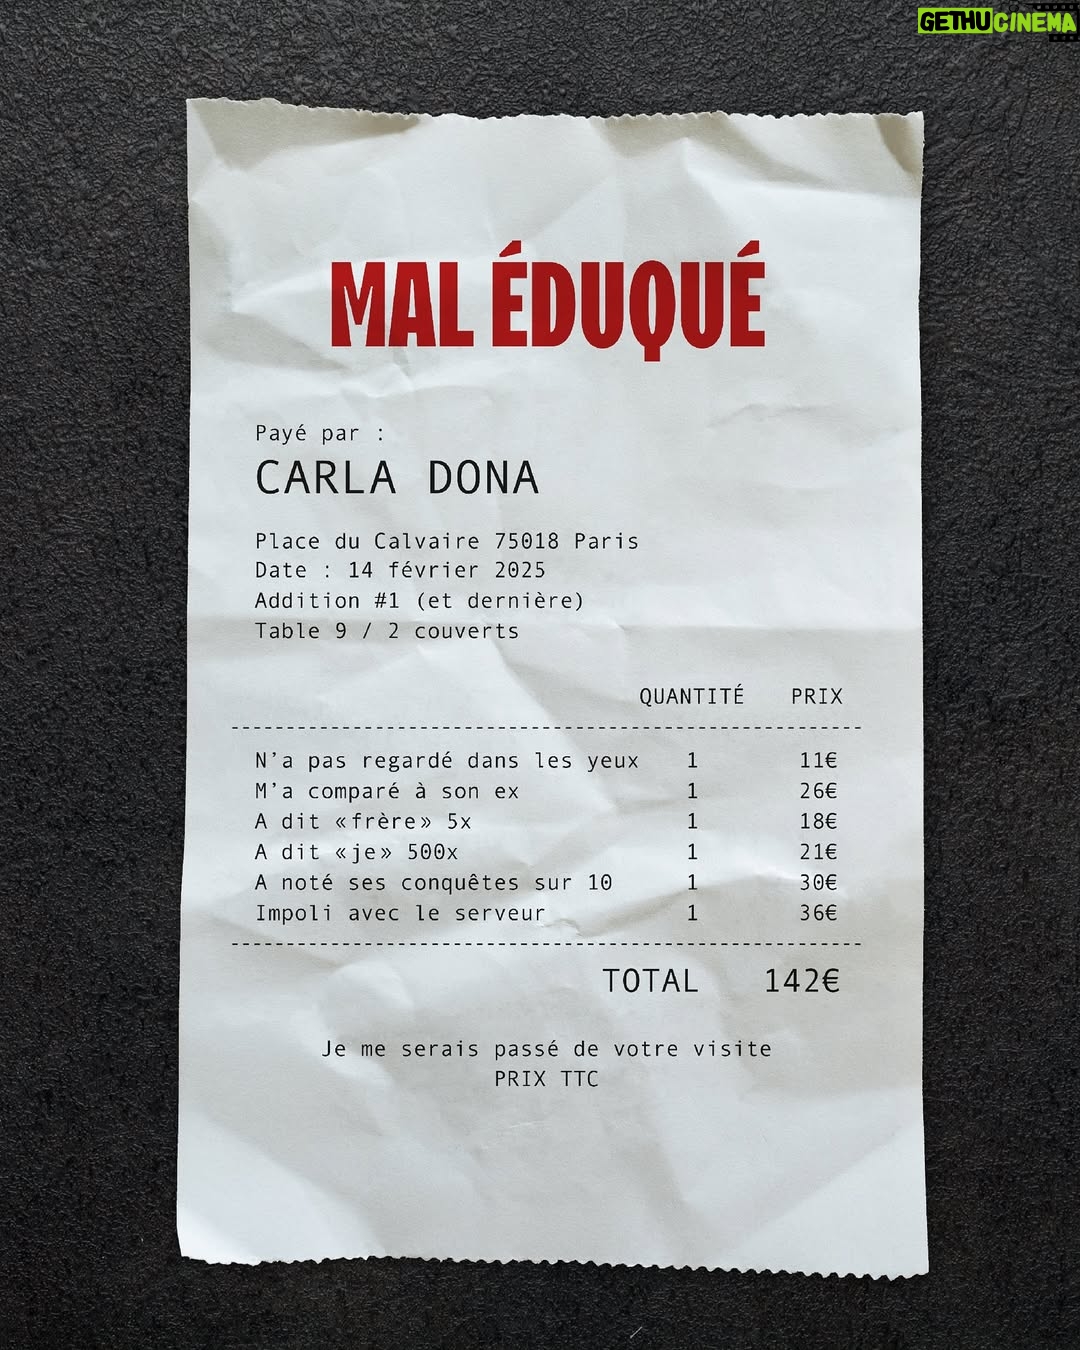 GETHUCINEMA
MAL ÉDUQUÉ
Payé par :
CARLA DONA
Place du Calvaire 75018 Paris
Date : 14 février 2025
Addition #1 (et dernière)
Table 9 / 2 couverts
QUANTITÉ PRIX
N’a pas regardé dans les yeux 1 11€
M’a comparé à son ex 1 26€
A dit «frère» 5x 1 18€
A dit «je» 500x 1 21€
A noté ses conquêtes sur 10 1 30€
Impoli avec le serveur 1 36€
TOTAL 142€
Je me serais passé de votre visite
PRIX TTC